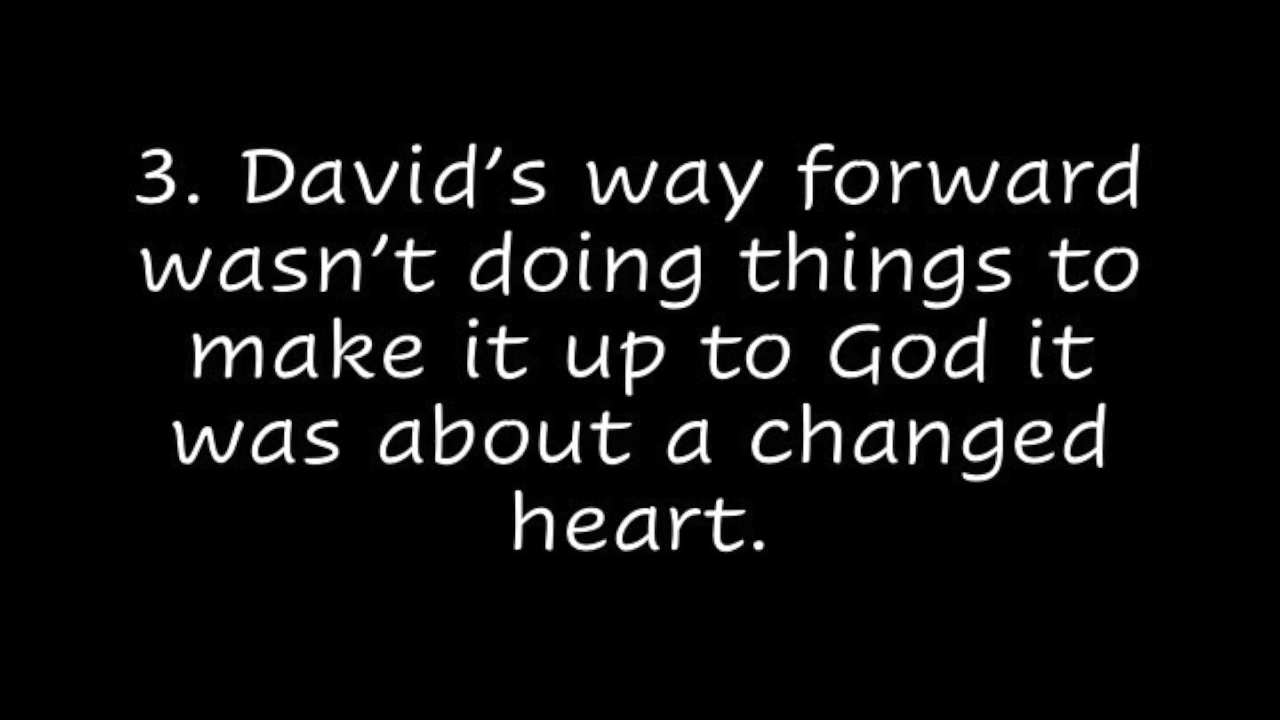 3. David’s way forward
wasn’t doing things to
make it up to God it
was about a changed
heart.